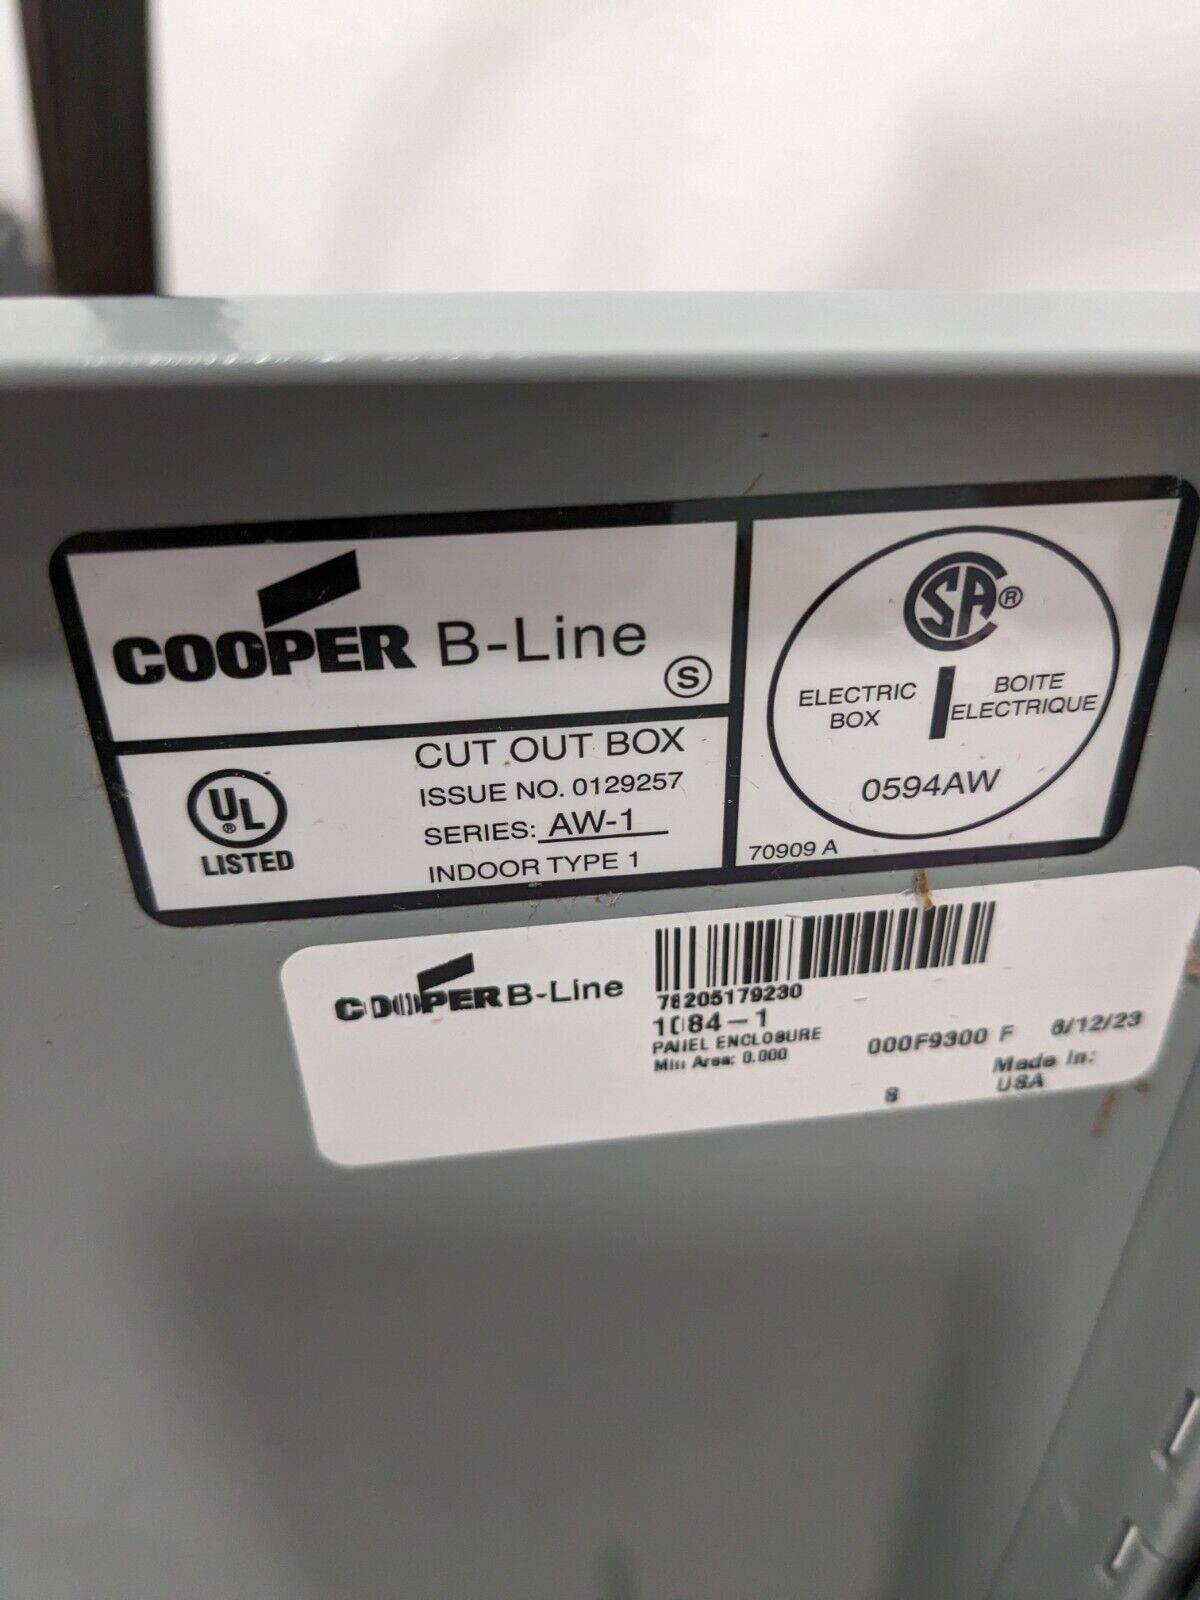 COOPER B-Line
S
UL
®
LISTED
CUT OUT BOX
ISSUE NO. 0129257
SERIES: AW-1
INDOOR TYPE 1
CSA®
ELECTRIC BOX
BOITE ELECTRIQUE
0594AW
70909 A
COOPER B-Line
78205179230
1084-1
PANEL ENCLOSURE
Min Area: 0.000
000F9300 F
8/12/23
Made In:
USA